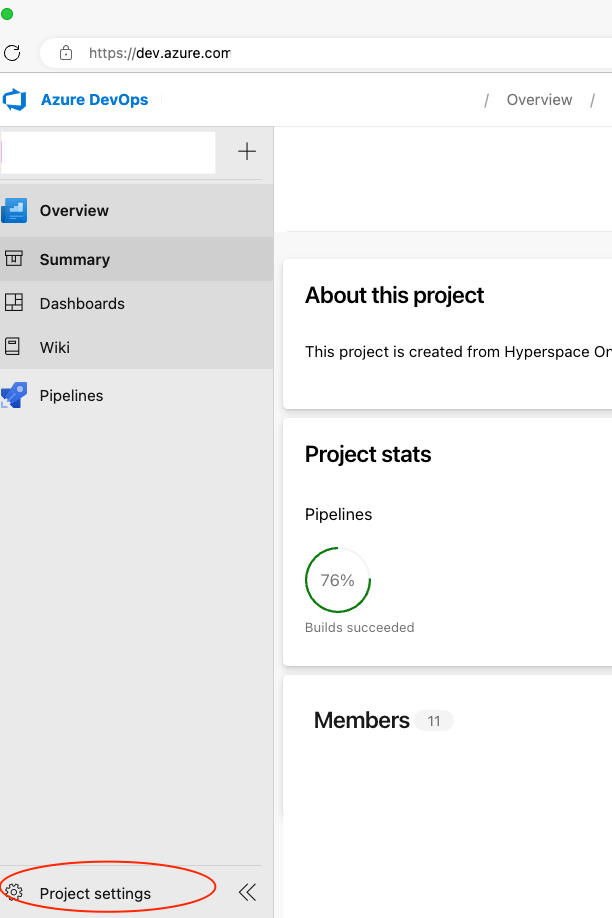 https://dev.azure.com
Azure DevOps / Overview /
Overview
Summary
Dashboards
Wiki
Pipelines
About this project
This project is created from Hyperspace On
Project stats
Pipelines
76%
Builds succeeded
Members 11
Project settings